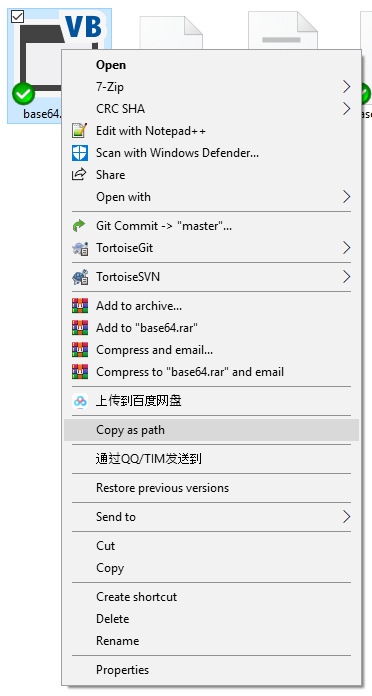 VB
base64.
Open
7-Zip
CRC SHA
Edit with Notepad++
Scan with Windows Defender...
Share
Open with
Git Commit -> "master"...
TortoiseGit
TortoiseSVN
Add to archive...
Add to "base64.rar"
Compress and email...
Compress to "base64.rar" and email
上传到百度网盘
Copy as path
通过QQ/TIM发送到
Restore previous versions
Send to
Cut
Copy
Create shortcut
Delete
Rename
Properties